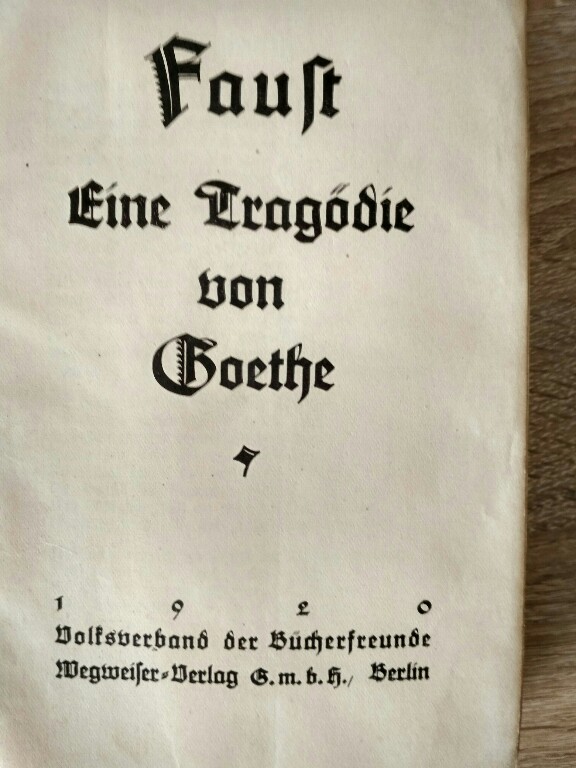 Fauſt
Eine Tragödie
von
Goethe
1 9 2 0
Volksverband der Bücherfreunde
Wegweiſer-Verlag G.m.b.H., Berlin